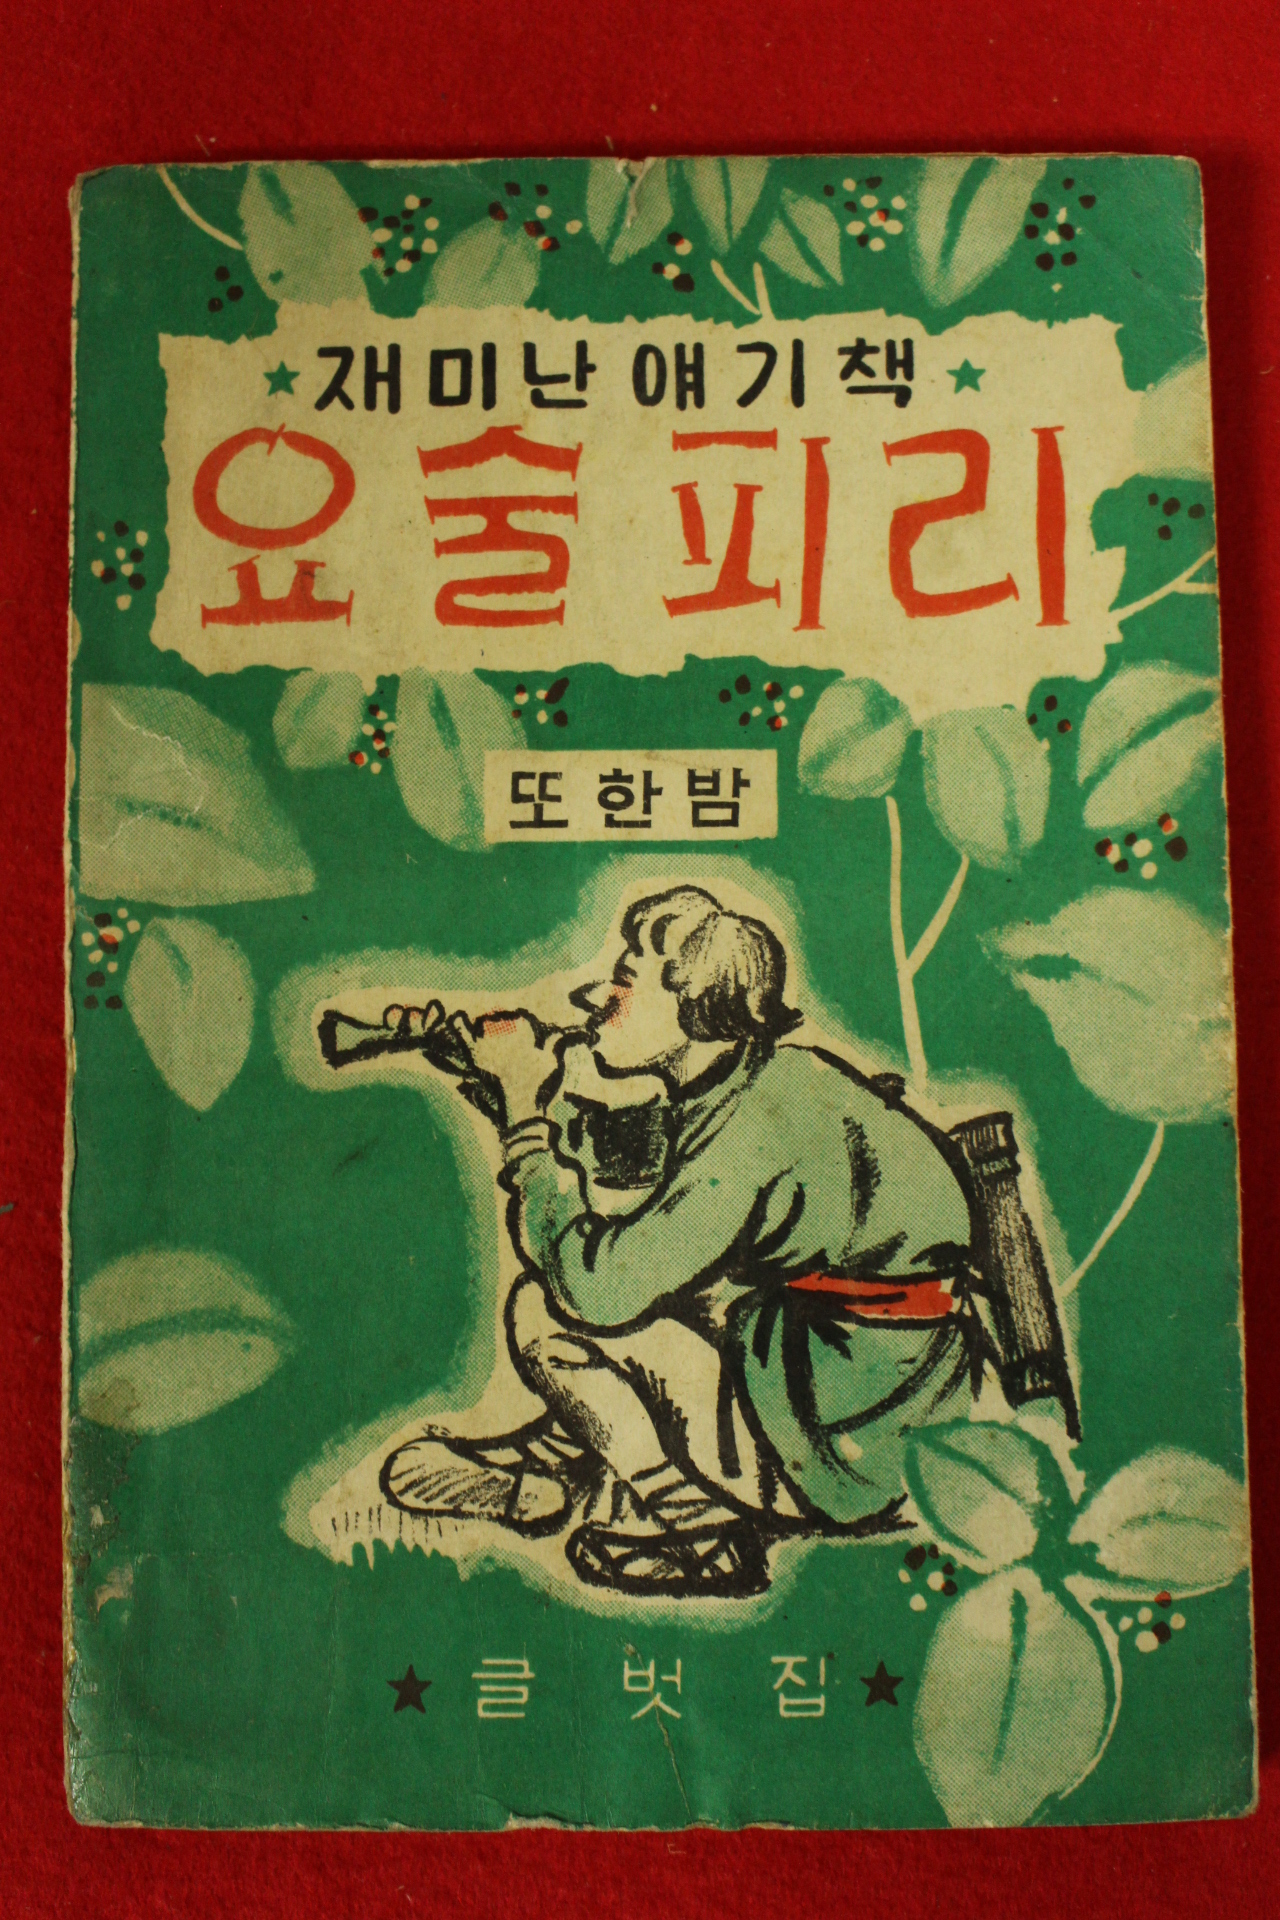 ★재미난 얘기책★
요술피리
또한밤
★ 글벗집 ★